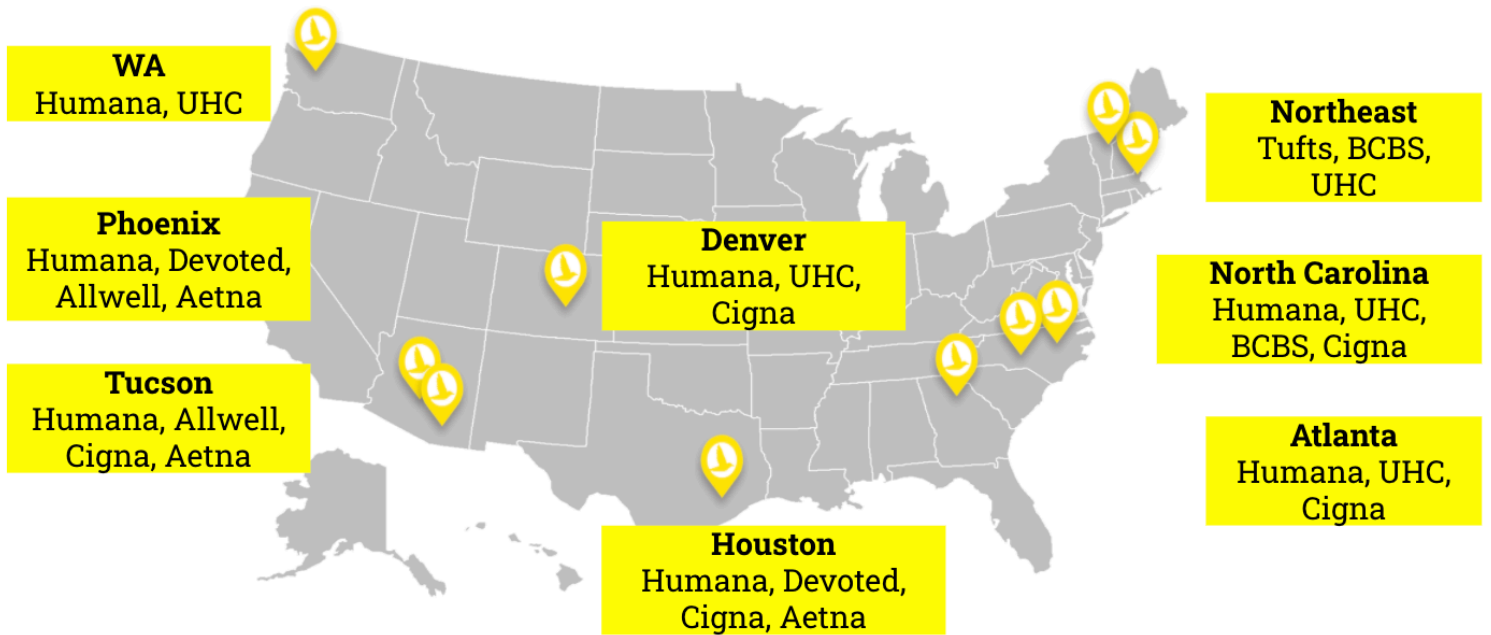 WA
Humana, UHC
Phoenix
Humana, Devoted,
Allwell, Aetna
Tucson
Humana, Allwell,
Cigna, Aetna
Denver
Humana, UHC,
Cigna
Houston
Humana, Devoted,
Cigna, Aetna
Northeast
Tufts, BCBS,
UHC
North Carolina
Humana, UHC,
BCBS, Cigna
Atlanta
Humana, UHC,
Cigna